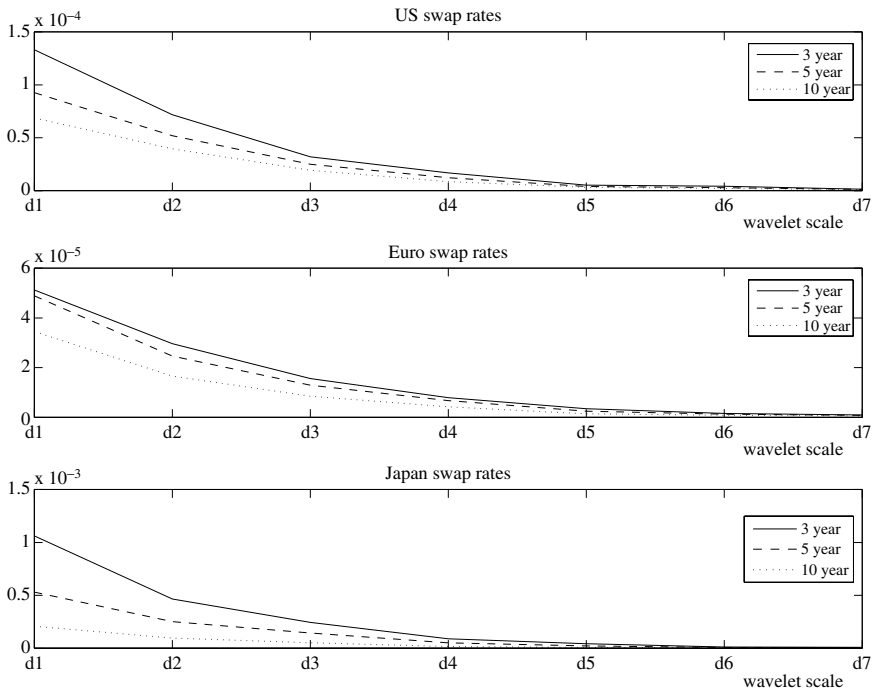 US swap rates
x 10–4
1.5
1
0.5
0
3 year
5 year
10 year
d1 d2 d3 d4 d5 d6 d7
wavelet scale
Euro swap rates
x 10–5
6
4
2
0
3 year
5 year
10 year
d1 d2 d3 d4 d5 d6 d7
wavelet scale
Japan swap rates
x 10–3
1.5
1
0.5
0
3 year
5 year
10 year
d1 d2 d3 d4 d5 d6 d7
wavelet scale